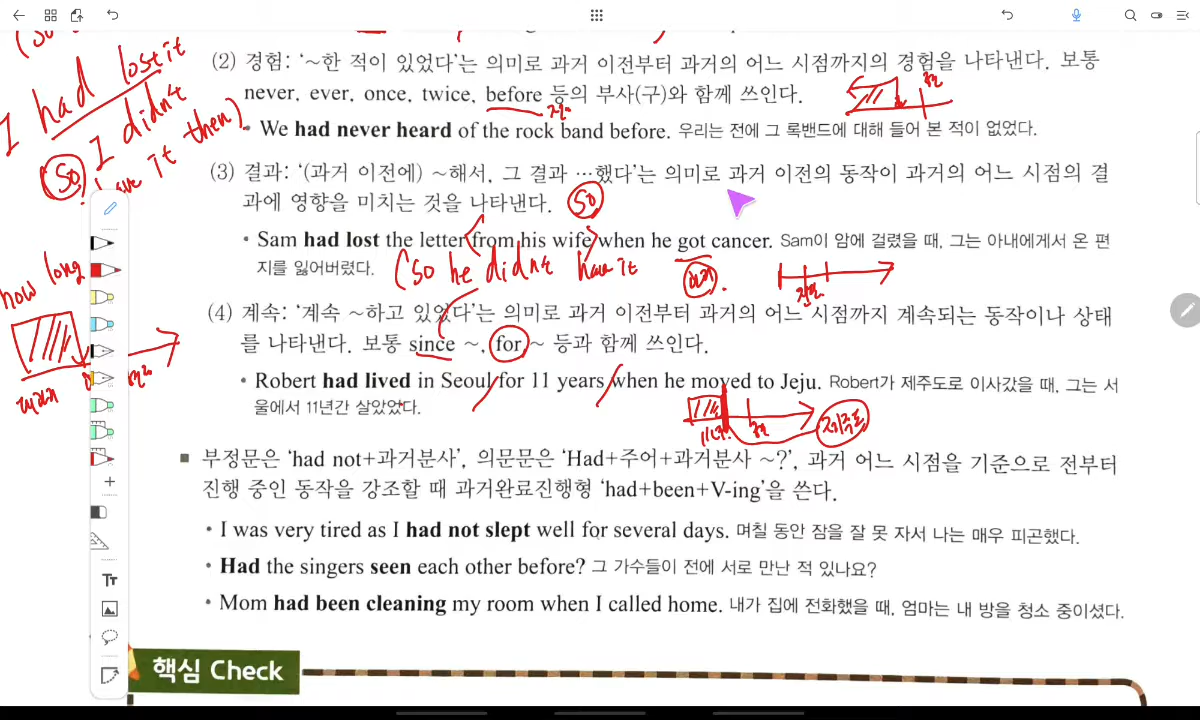 I had lost it
So I didn't
have it then)
(2) 경험: '~한 적이 있었다'는 의미로 과거 이전부터 과거의 어느 시점까지의 경험을 나타낸다. 보통
never, ever, once, twice, before 등의 부사(구)와 함께 쓰인다.
• We had never heard of the rock band before. 우리는 전에 그 록밴드에 대해 들어 본 적이 없었다.
(3) 결과: '(과거 이전에) ~해서, 그 결과 …했다'는 의미로 과거 이전의 동작이 과거의 어느 시점의 결
과에 영향을 미치는 것을 나타낸다. So
• Sam had lost the letter from his wife when he got cancer. Sam이 암에 걸렸을 때, 그는 아내에게서 온 편
지를 잃어버렸다. (so he didn't have it
how long
(4) 계속: '계속 ~하고 있었다'는 의미로 과거 이전부터 과거의 어느 시점까지 계속되는 동작이나 상태
를 나타낸다. 보통 since ~, for ~ 등과 함께 쓰인다.
• Robert had lived in Seoul for 11 years when he moved to Jeju. Robert가 제주도로 이사갔을 때, 그는 서
울에서 11년간 살았었다.
제주도
■ 부정문은 'had not+과거분사', 의문문은 'Had+주어+과거분사 ~?', 과거 어느 시점을 기준으로 전부터
진행 중인 동작을 강조할 때 과거완료진행형 'had+been+V-ing'을 쓴다.
• I was very tired as I had not slept well for several days. 며칠 동안 잠을 잘 못 자서 나는 매우 피곤했다.
• Had the singers seen each other before? 그 가수들이 전에 서로 만난 적 있나요?
• Mom had been cleaning my room when I called home. 내가 집에 전화했을 때, 엄마는 내 방을 청소 중이셨다.
Tт
핵심 Check